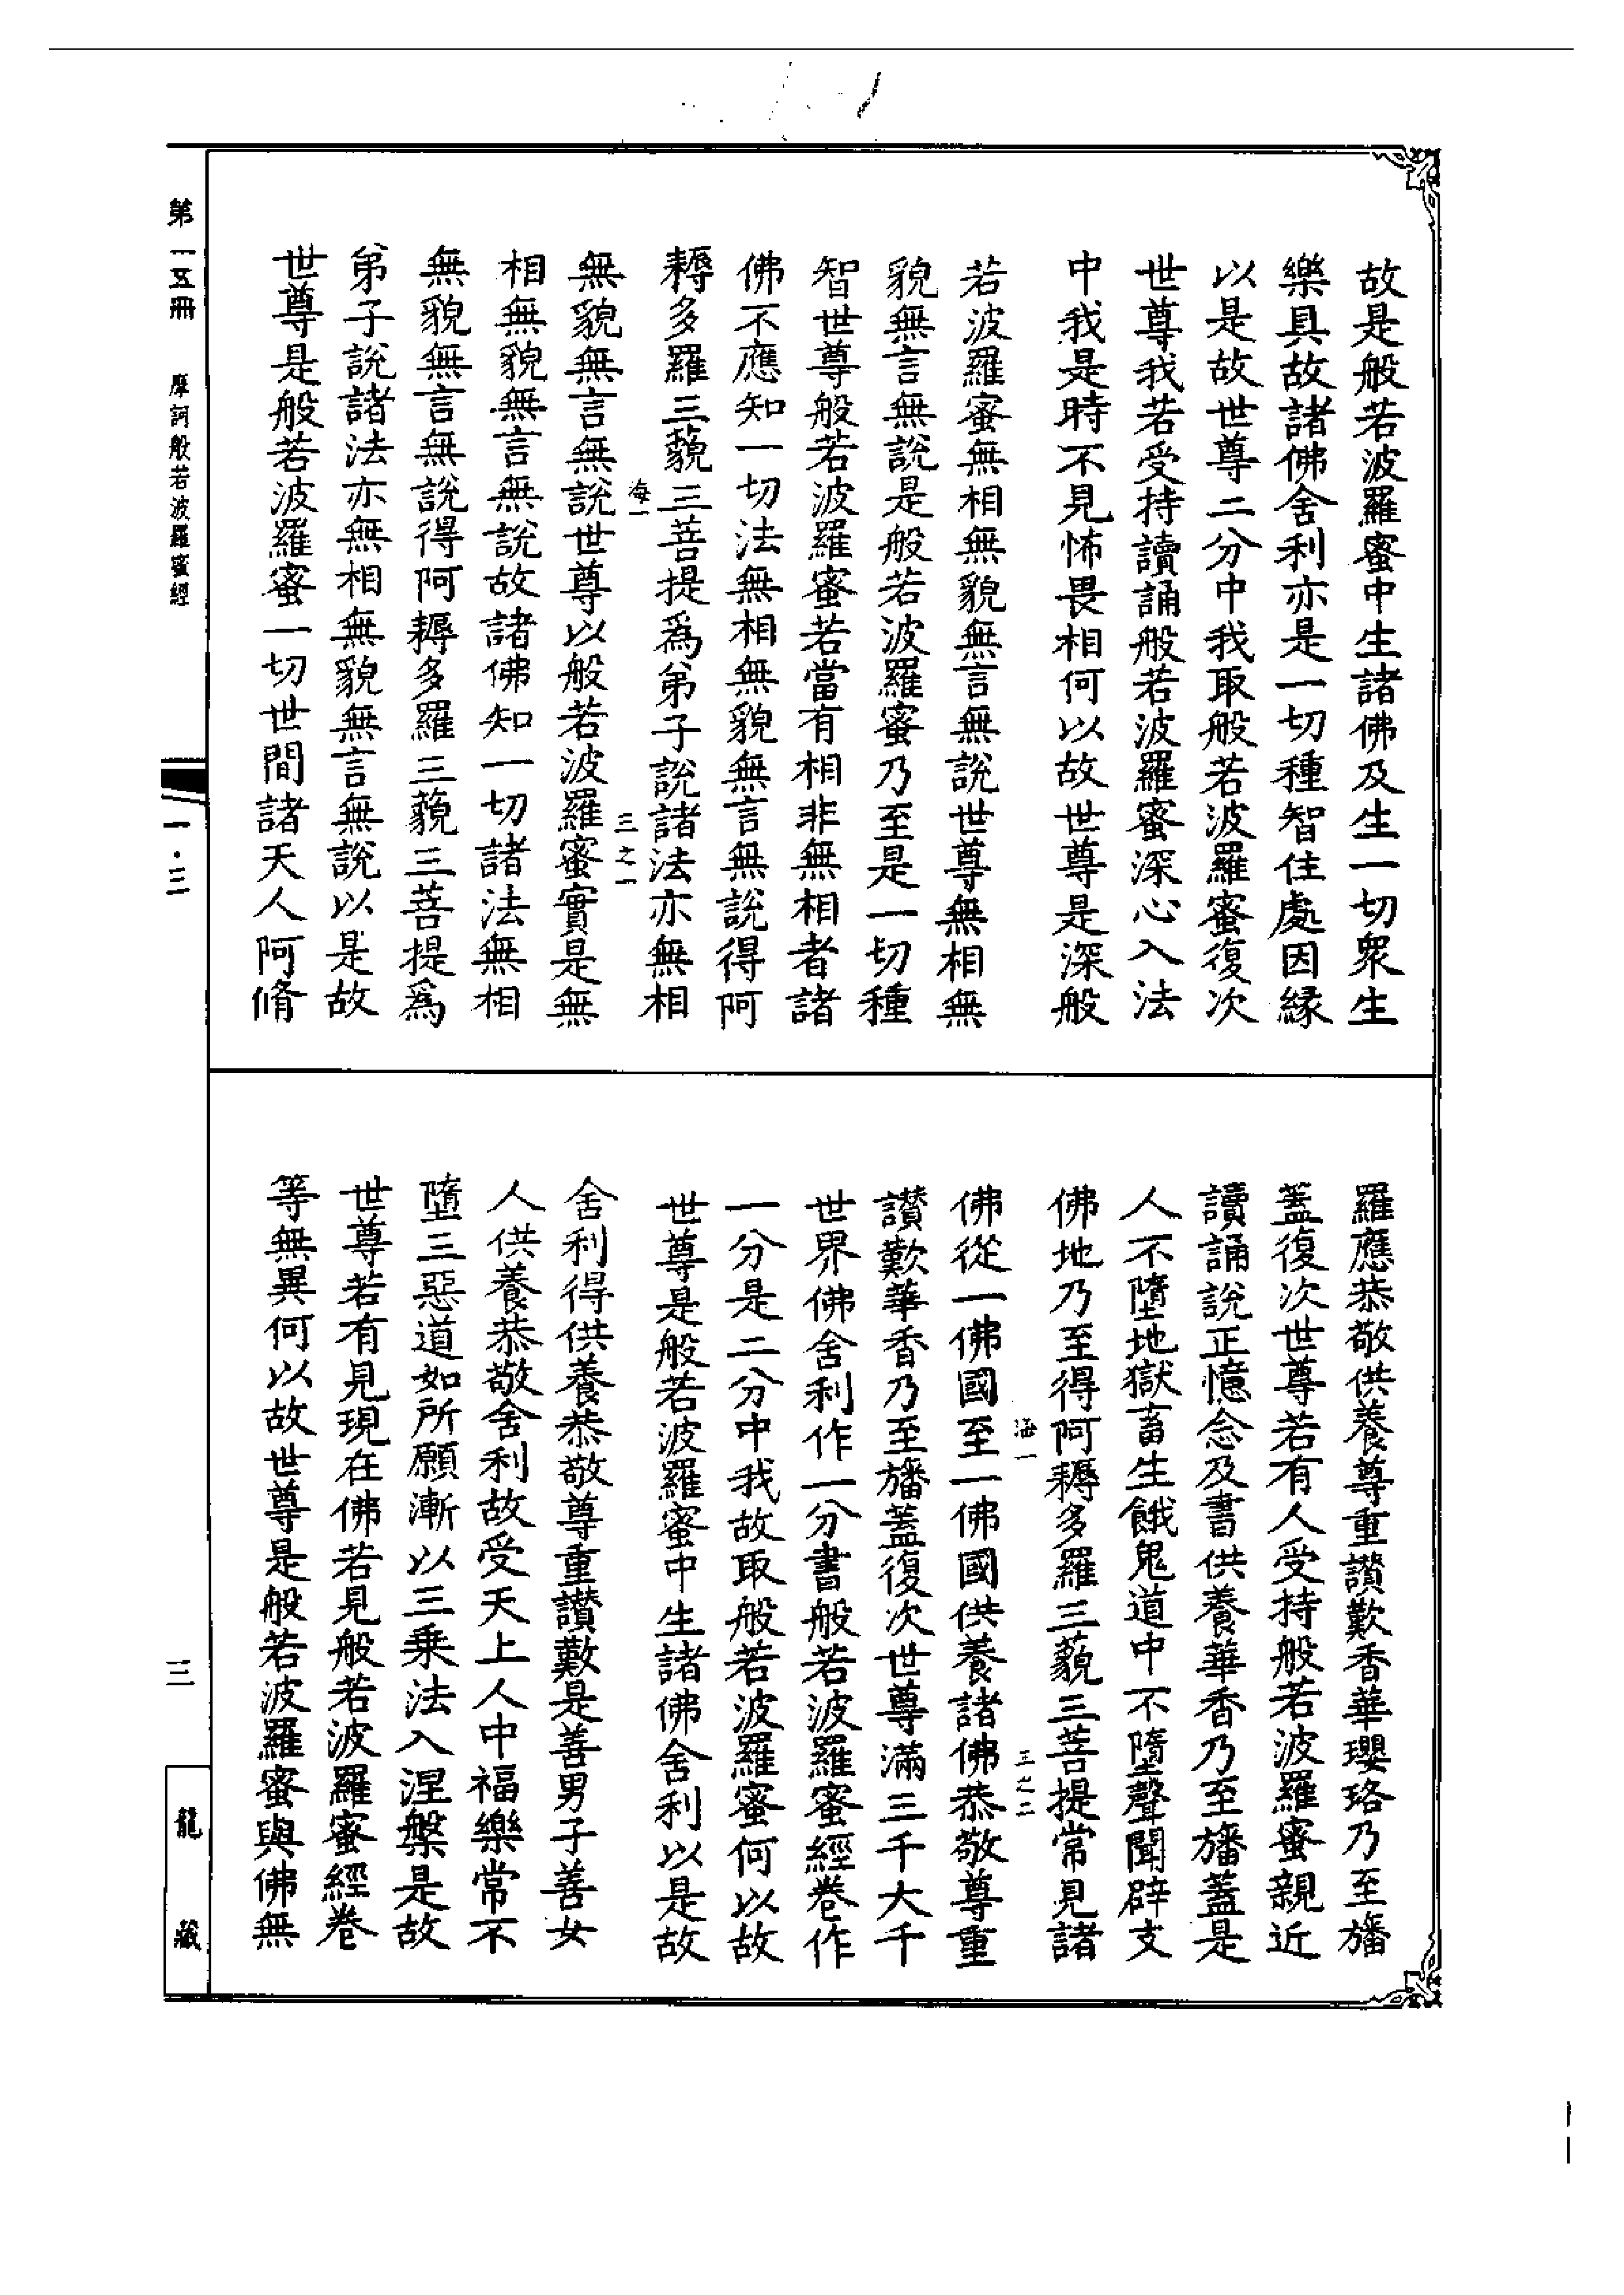 故是般若波羅蜜中生諸佛及生一切衆生
樂具故諸佛舍利亦是一切種智住處因緣
以是故世尊二分中我取般若波羅蜜復次
世尊我若受持讀誦般若波羅蜜深心入法
中我是時不見怖畏相何以故世尊是深般
若波羅蜜無相無貌無言無說世尊無相無
貌無言無說是般若波羅蜜乃至是一切種
智世尊般若波羅蜜若當有相非無相者諸
佛不應知一切法無相無貌無言無說得阿
耨多羅三藐三菩提爲弟子說諸法亦無相
海一
三之一
無貌無言無說世尊以般若波羅蜜實是無
相無貌無言無說故諸佛知一切諸法無相
無貌無言無說得阿耨多羅三藐三菩提爲
弟子說諸法亦無相無貌無言無說以是故
世尊是般若波羅蜜一切世間諸天人阿脩
羅應恭敬供養尊重讃歎香華瓔珞乃至旛
蓋復次世尊若有人受持般若波羅蜜親近
讀誦說正憶念及書供養華香乃至旛蓋是
人不墮地獄畜生餓鬼道中不墮聲聞辟支
佛地乃至得阿耨多羅三藐三菩提常見諸
海一
三之二
佛從一佛國至一佛國供養諸佛恭敬尊重
讃歎華香乃至旛蓋復次世尊滿三千大千
世界佛舍利作一分書般若波羅蜜經卷作
一分是二分中我故取般若波羅蜜何以故
世尊是般若波羅蜜中生諸佛舍利以是故
舍利得供養恭敬尊重讃歎是善男子善女
人供養恭敬舍利故受天上人中福樂常不
墮三惡道如所願漸以三乘法入涅槃是故
世尊若有見現在佛若見般若波羅蜜經卷
等無異何以故世尊是般若波羅蜜與佛無
第一五冊
摩訶般若波羅蜜經
一·三
三
龍藏